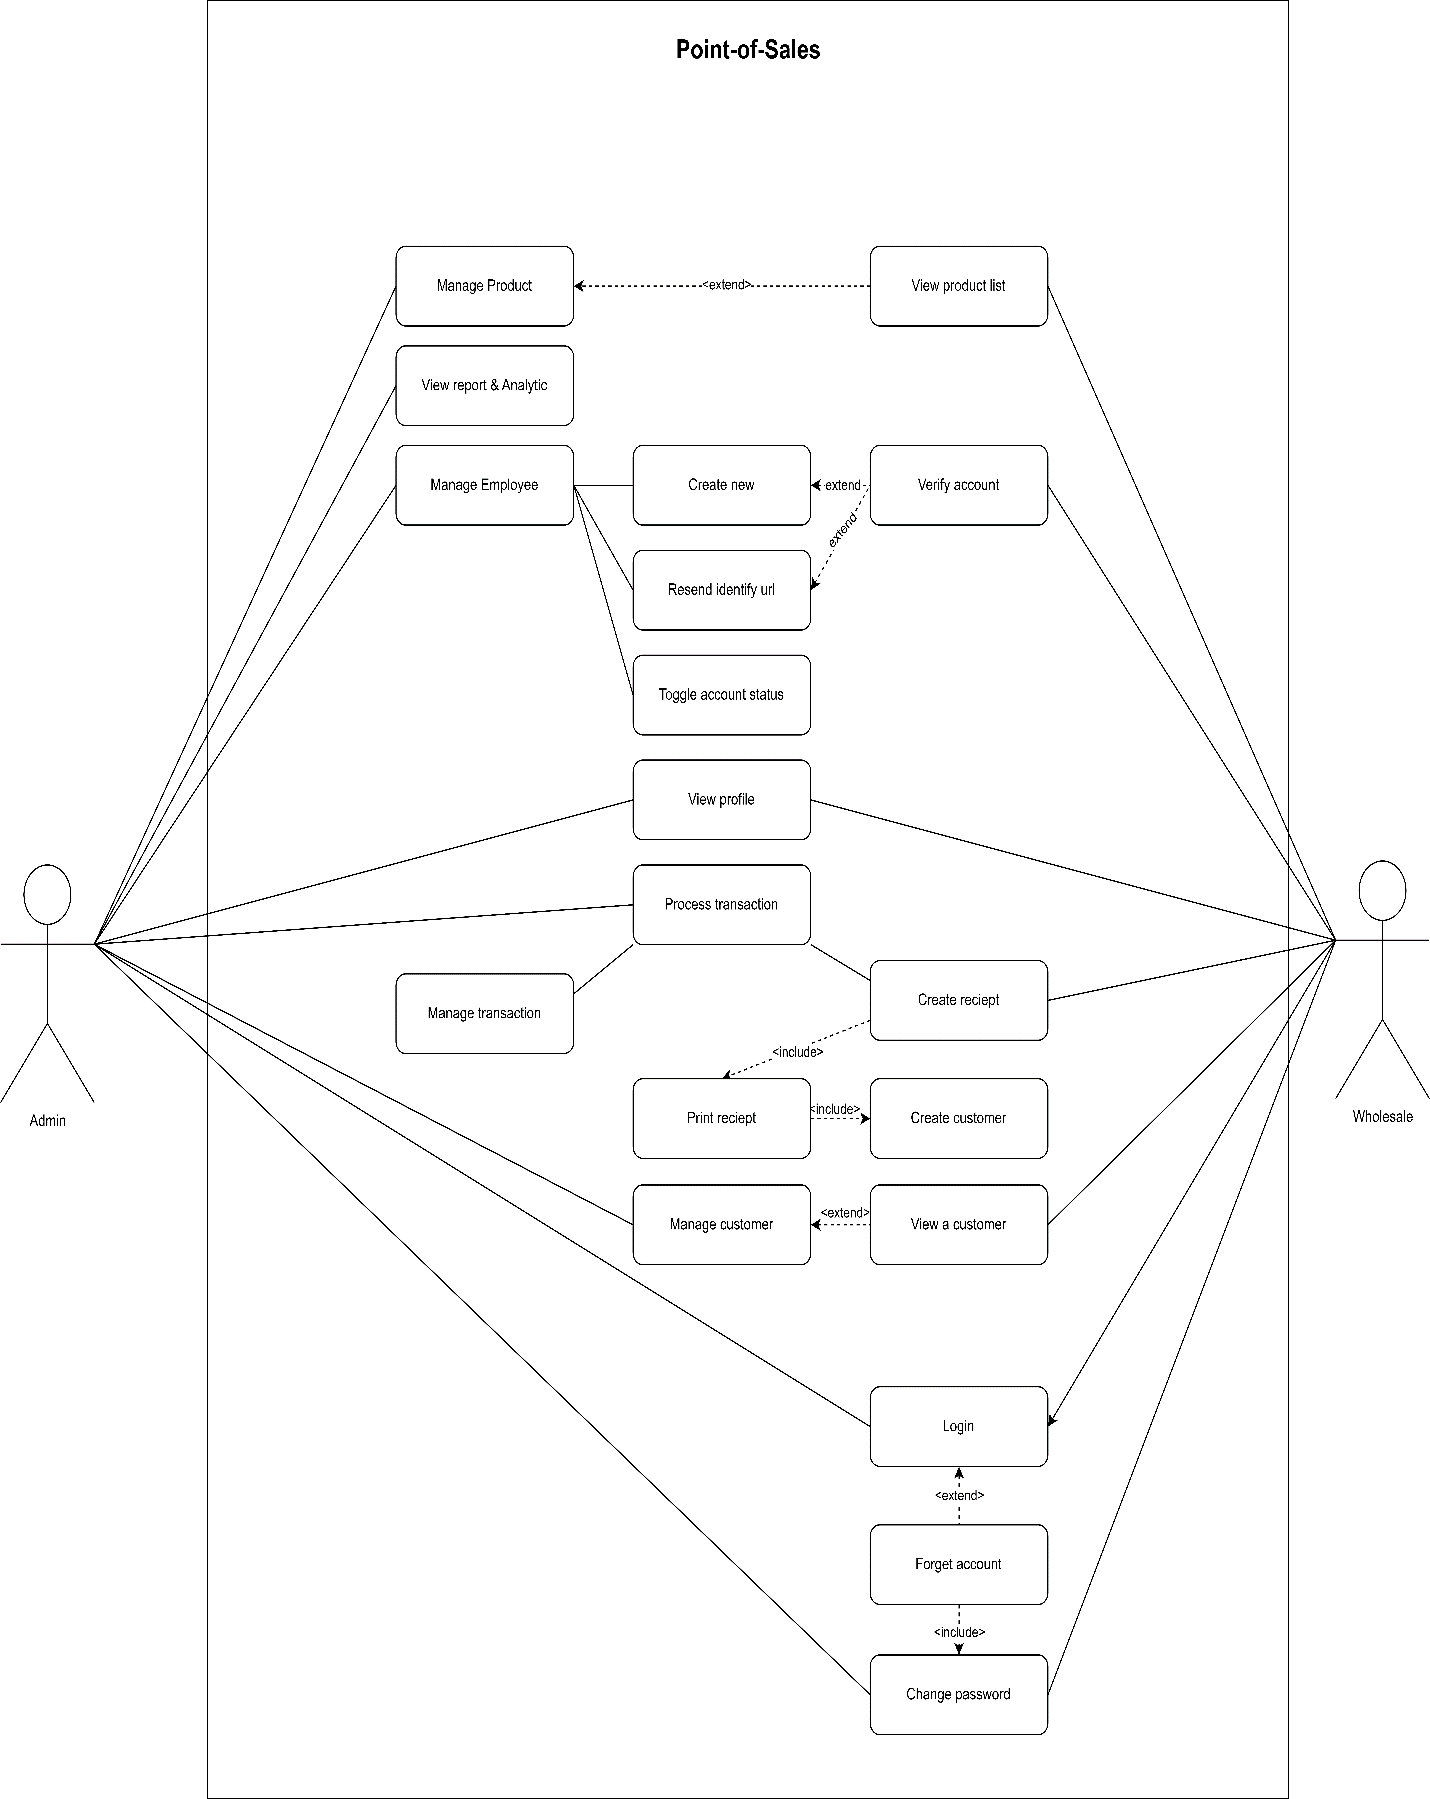 Point-of-Sales
Manage Product
<extend>
View product list
View report & Analytic
Manage Employee
Create new
extend
Verify account
extend
Resend identify url
Toggle account status
View profile
Process transaction
Create reciept
Manage transaction
<include>
Print reciept
<include>
Create customer
Admin
Wholesale
Manage customer
<extend>
View a customer
Login
<extend>
Forget account
<include>
Change password